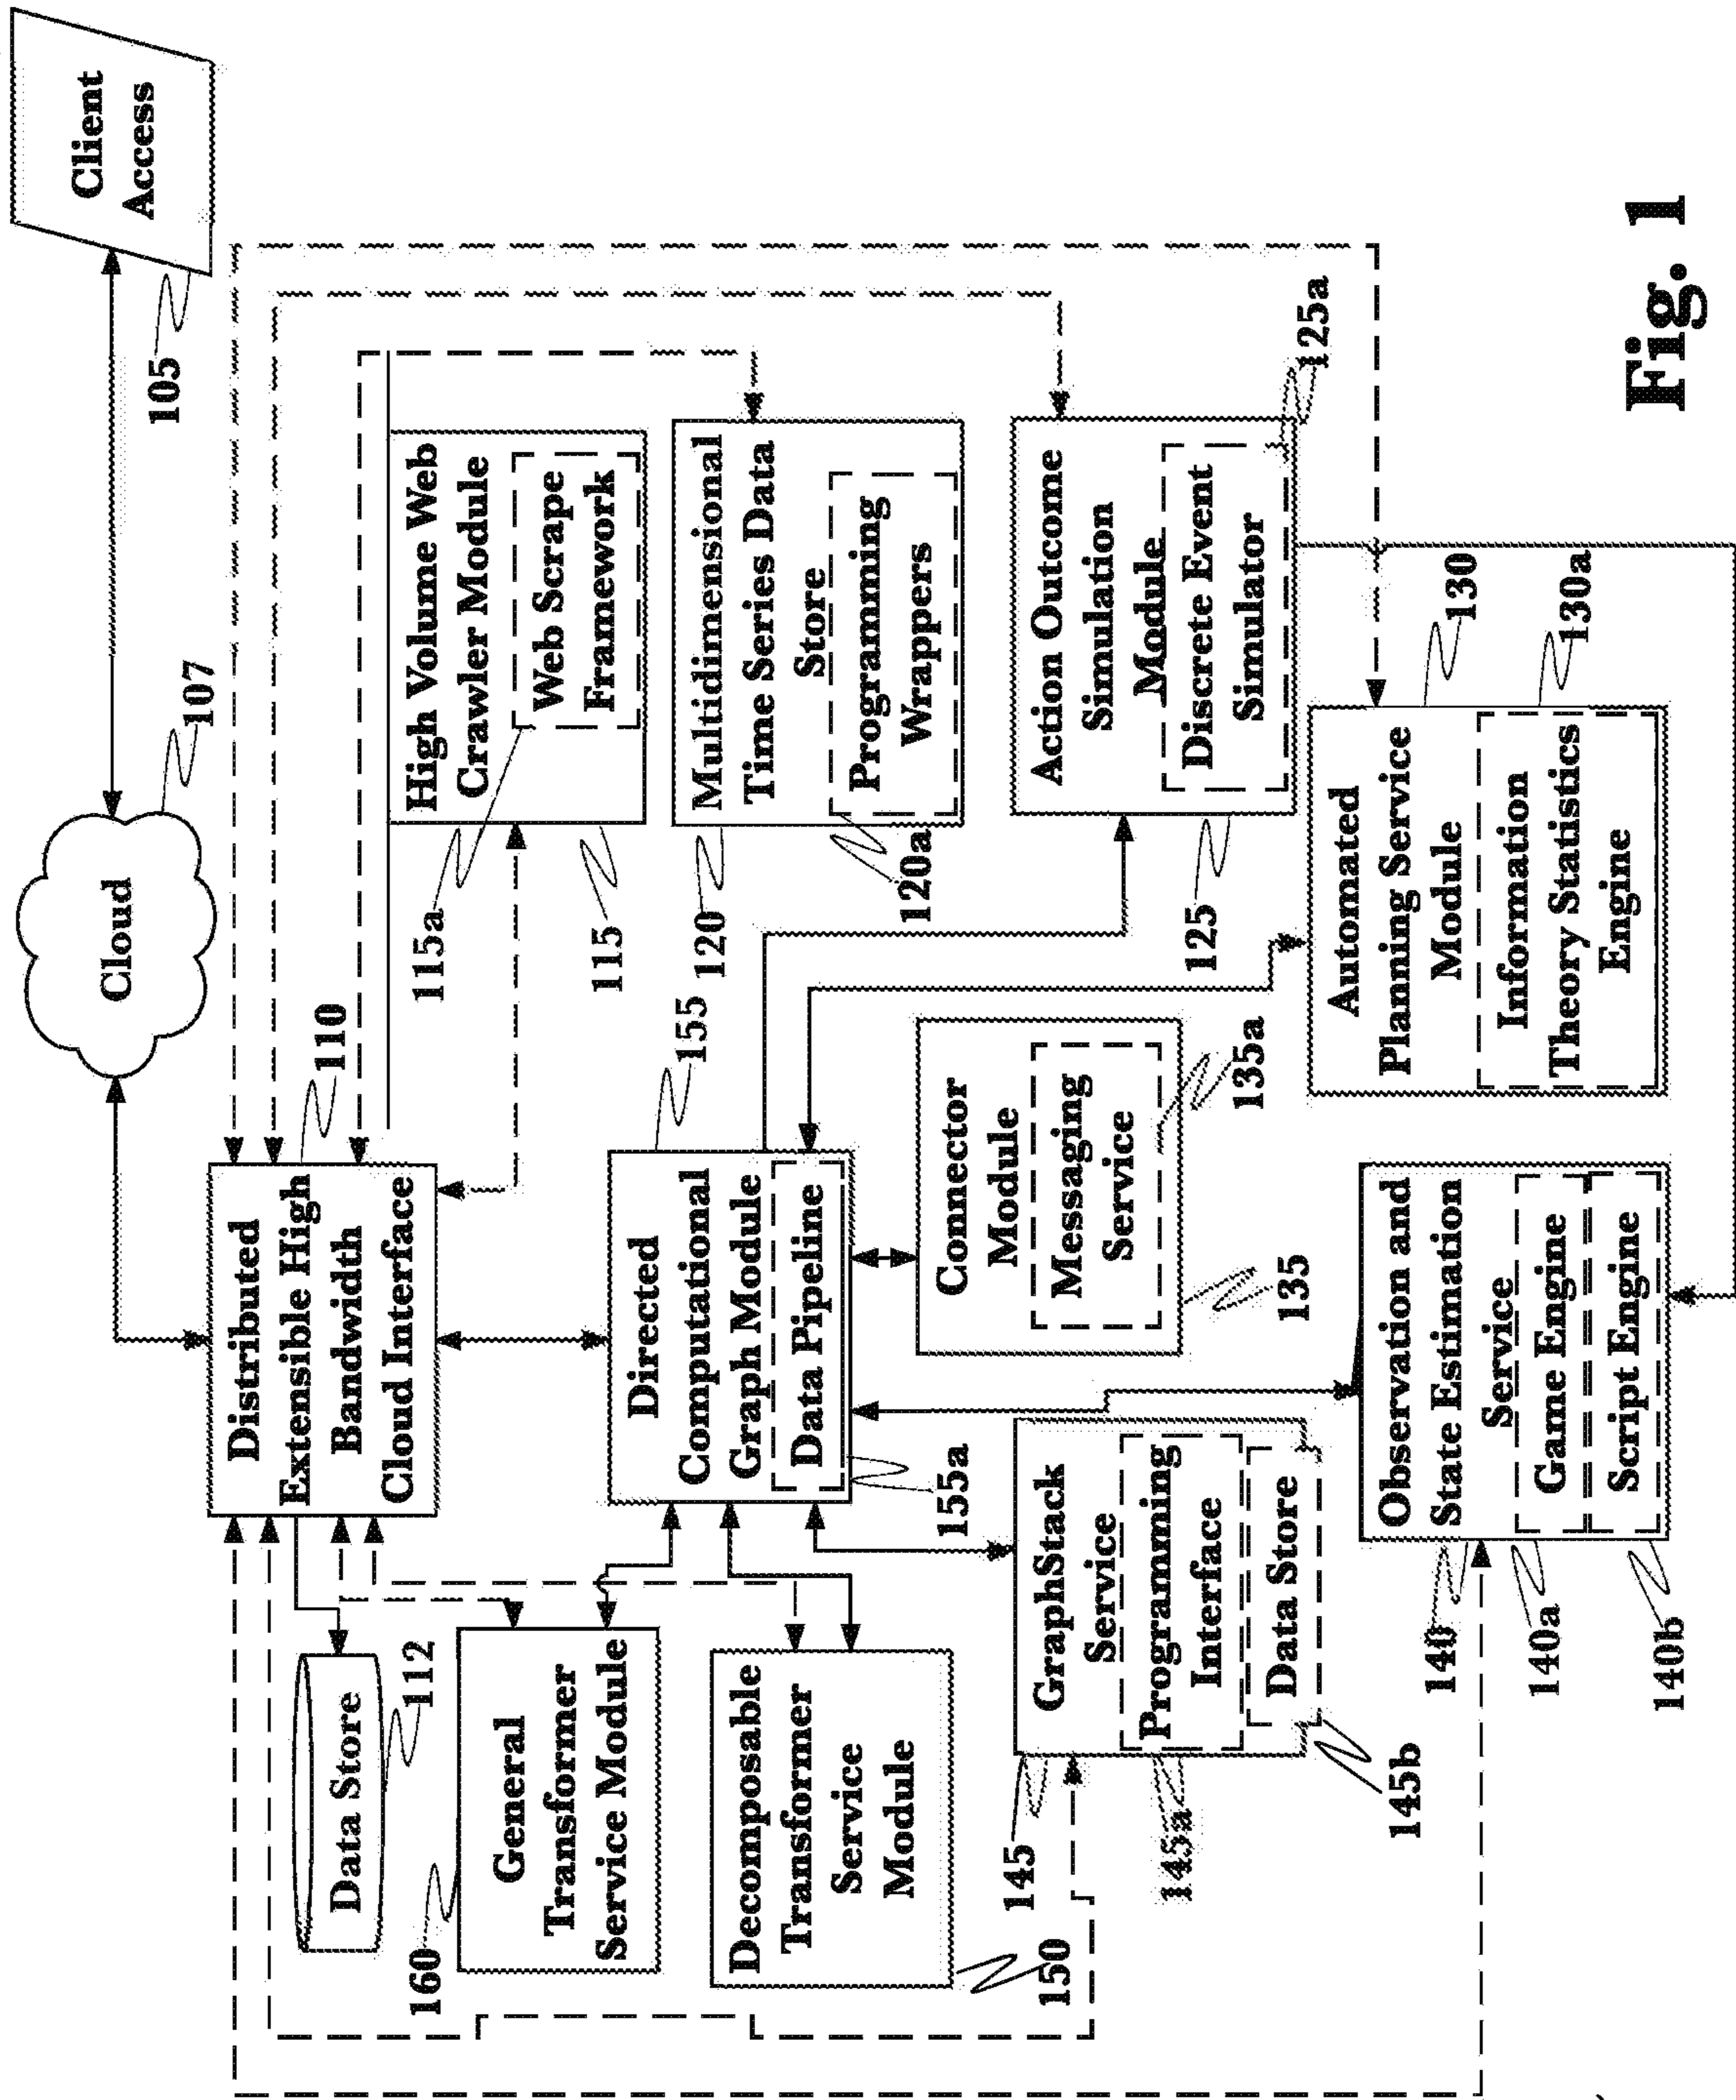 Client
Access
105
Cloud
107
Distributed
Extensible High
Bandwidth
Cloud Interface
110
Data Store
112
High Volume Web
Crawler Module
Web Scrape
Framework
115a
115
General
Transformer
Service Module
160
Directed
Computational
Graph Module
Data Pipeline
155
155a
Multidimensional
Time Series Data
Store
Programming
Wrappers
120
120a
Decomposable
Transformer
Service
Module
150
Connector
Module
Messaging
Service
135a
135
Action Outcome
Simulation
Module
Discrete Event
Simulator
125
125a
GraphStack
Service
Programming
Interface
Data Store
145
145a
145b
Observation and
State Estimation
Service
Game Engine
Script Engine
140
140a
140b
Automated
Planning Service
Module
Information
Theory Statistics
Engine
130
130a
Fig. 1